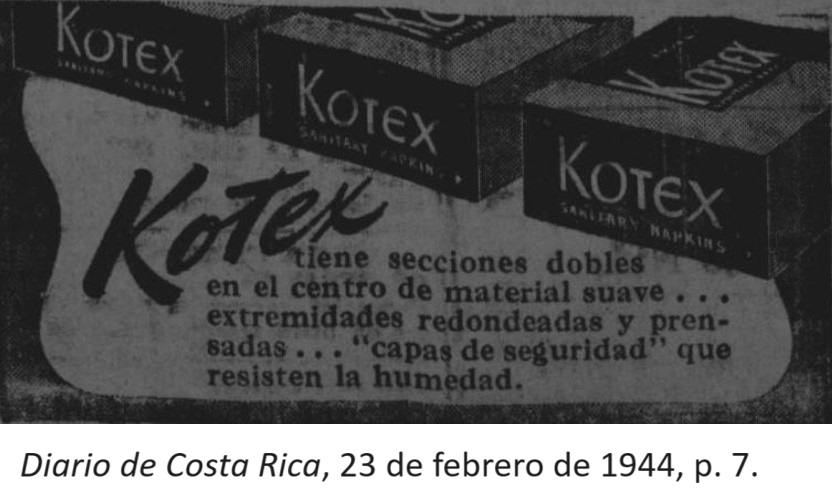 KOTEX
SANITARY NAPKINS
KOTEX
SANITARY NAPKINS
KOTEX
KOTEX
SANITARY NAPKINS
Kotex
tiene secciones dobles
en el centro de material suave . . .
extremidades redondeadas y pren-
sadas . . . “capas de seguridad” que
resisten la humedad.
Diario de Costa Rica, 23 de febrero de 1944, p. 7.